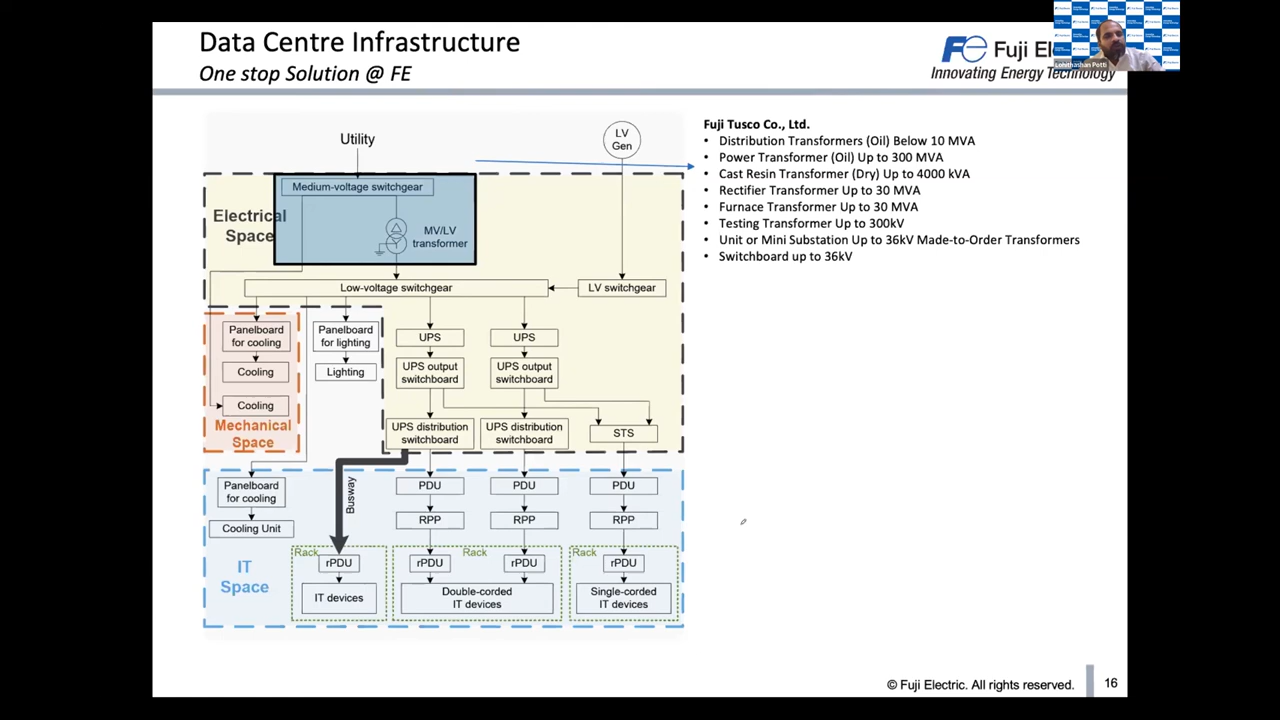 Data Centre Infrastructure
One stop Solution @ FE
Fuji El
Innovating Energy Technology
Utility
LV
Gen
Medium-voltage switchgear
Electrical
Space
MV/LV
transformer
Low-voltage switchgear
LV switchgear
Panelboard
for cooling
Cooling
Cooling
Mechanical
Space
Panelboard
for lighting
Lighting
UPS
UPS
UPS output
switchboard
UPS output
switchboard
UPS distribution
switchboard
UPS distribution
switchboard
STS
Panelboard
for cooling
Cooling Unit
Busway
PDU
PDU
PDU
RPP
RPP
RPP
IT
Space
Rack
rPDU
IT devices
Rack
rPDU
rPDU
Double-corded
IT devices
Rack
rPDU
Single-corded
IT devices
Fuji Tusco Co., Ltd.
• Distribution Transformers (Oil) Below 10 MVA
• Power Transformer (Oil) Up to 300 MVA
• Cast Resin Transformer (Dry) Up to 4000 kVA
• Rectifier Transformer Up to 30 MVA
• Furnace Transformer Up to 30 MVA
• Testing Transformer Up to 300kV
• Unit or Mini Substation Up to 36kV Made-to-Order Transformers
• Switchboard up to 36kV
© Fuji Electric. All rights reserved.
16